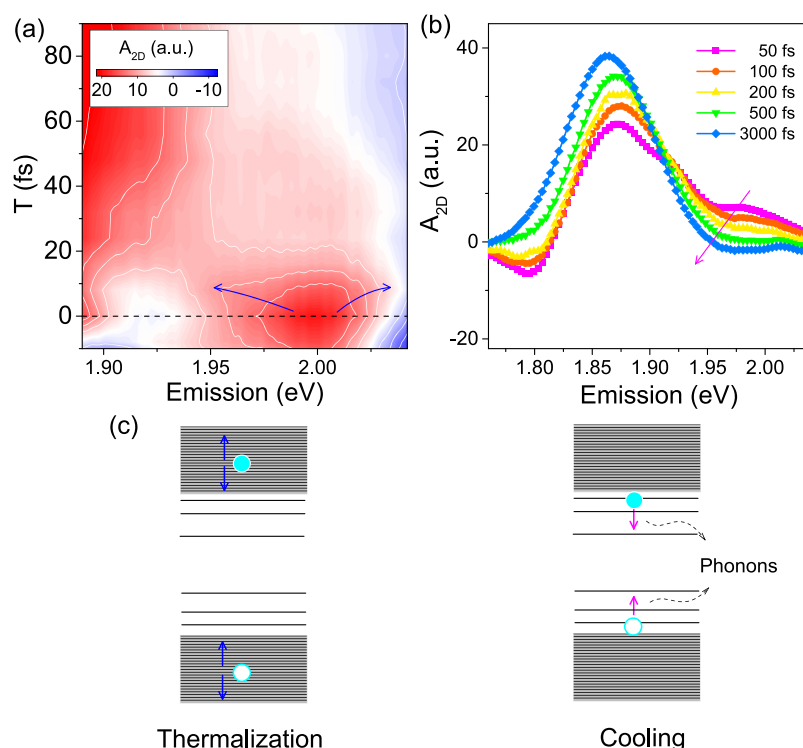 (a)
A2D (a.u.)
20 10 0 -10
80
60
40
20
0
T (fs)
1.90 1.95 2.00
Emission (eV)
(b)
40
20
0
-20
A2D (a.u.)
50 fs
100 fs
200 fs
500 fs
3000 fs
1.80 1.85 1.90 1.95 2.00
Emission (eV)
(c)
Phonons
Thermalization
Cooling